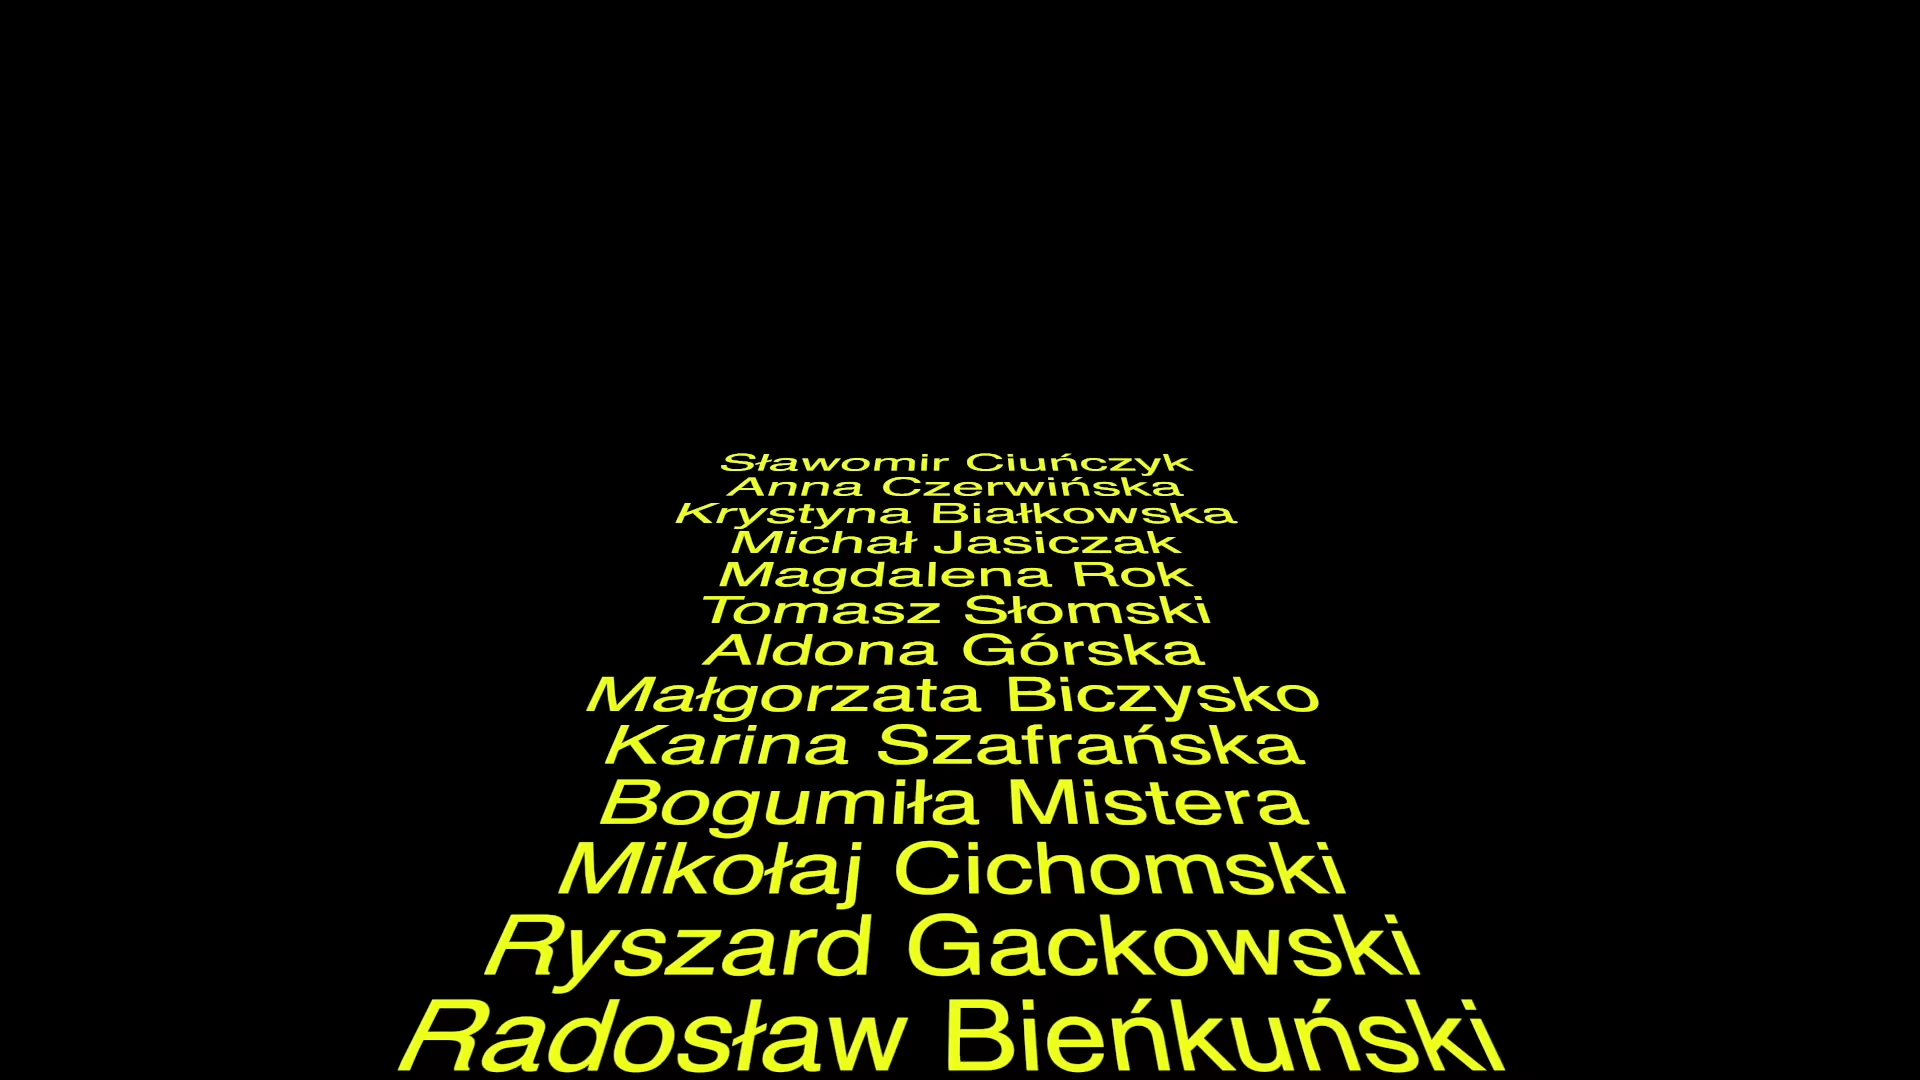 Sławomir Ciuńczyk
Anna Czerwińska
Krystyna Białkowska
Michał Jasiczak
Magdalena Rok
Tomasz Słomski
Aldona Górska
Małgorzata Biczysko
Karina Szafrańska
Bogumiła Mistera
Mikołaj Cichomski
Ryszard Gackowski
Radosław Bieńkuński